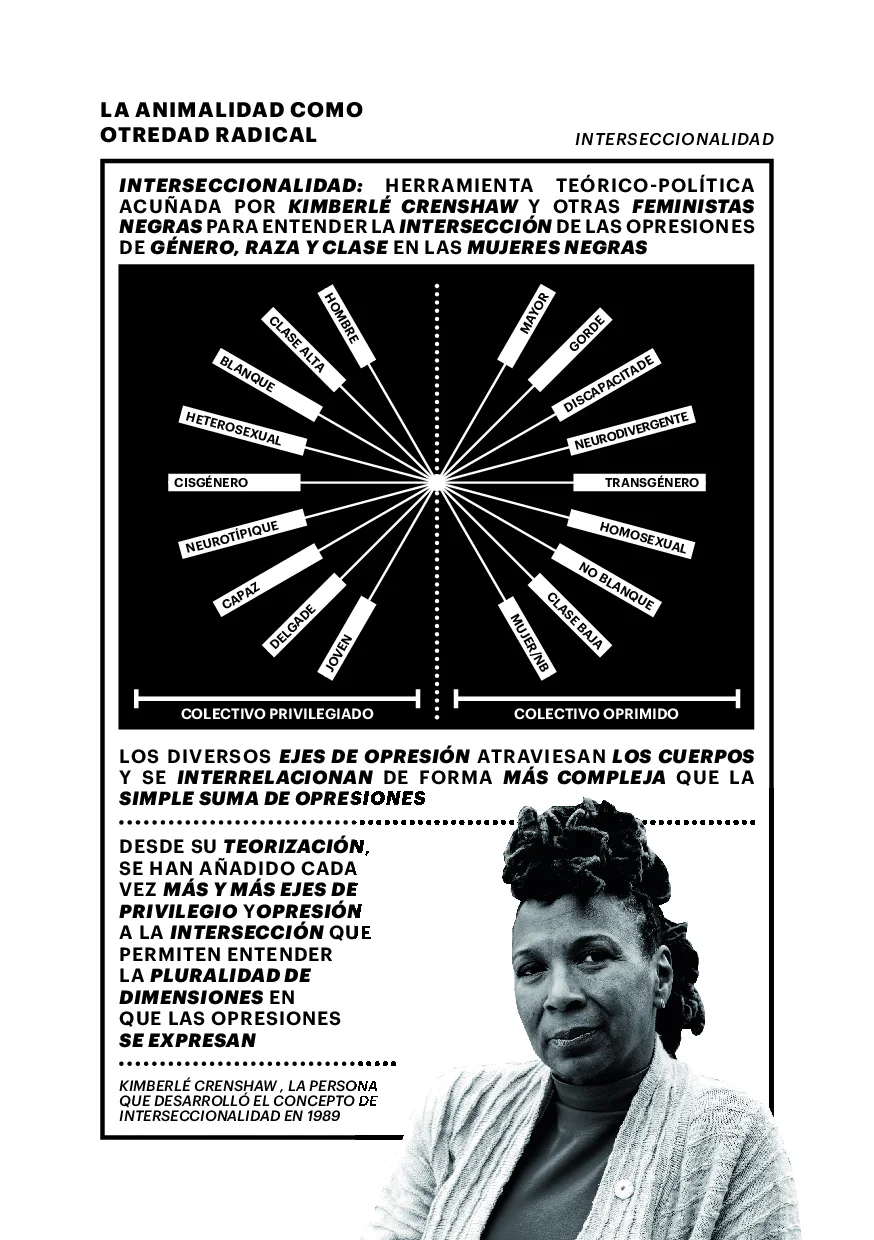 LA ANIMALIDAD COMO
OTREDAD RADICAL
INTERSECCIONALIDAD
INTERSECCIONALIDAD: HERRAMIENTA TEÓRICO-POLÍTICA
ACUÑADA POR KIMBERLÉ CRENSHAW Y OTRAS FEMINISTAS
NEGRAS PARA ENTENDER LA INTERSECCIÓN DE LAS OPRESIONES
DE GÉNERO, RAZA Y CLASE EN LAS MUJERES NEGRAS
HOMBRE
CLASE ALTA
BLANQUE
HETEROSEXUAL
CISGÉNERO
NEUROTÍPIQUE
CAPAZ
DELGADE
JOVEN
MAYOR
GORDE
DISCAPACITADE
NEURODIVERGENTE
TRANSGÉNERO
HOMOSEXUAL
NO BLANQUE
CLASE BAJA
MUJER/NB
COLECTIVO PRIVILEGIADO
COLECTIVO OPRIMIDO
LOS DIVERSOS EJES DE OPRESIÓN ATRAVIESAN LOS CUERPOS
Y SE INTERRELACIONAN DE FORMA MÁS COMPLEJA QUE LA
SIMPLE SUMA DE OPRESIONES
DESDE SU TEORIZACIÓN,
SE HAN AÑADIDO CADA
VEZ MÁS Y MÁS EJES DE
PRIVILEGIO YOPRESIÓN
A LA INTERSECCIÓN QUE
PERMITEN ENTENDER
LA PLURALIDAD DE
DIMENSIONES EN
QUE LAS OPRESIONES
SE EXPRESAN
KIMBERLÉ CRENSHAW , LA PERSONA
QUE DESARROLLÓ EL CONCEPTO DE
INTERSECCIONALIDAD EN 1989